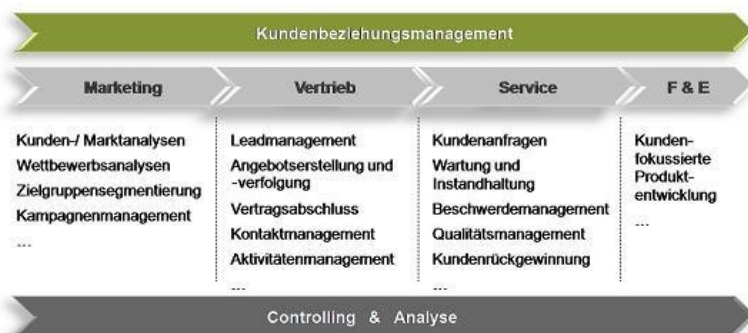 Kundenbeziehungsmanagement
Marketing
Vertrieb
Service
F & E
Kunden-/ Marktanalysen
Wettbewerbsanalysen
Zielgruppensegmentierung
Kampagnenmanagement
...
Leadmanagement
Angebotserstellung und
-verfolgung
Vertragsabschluss
Kontaktmanagement
Aktivitätenmanagement
...
Kundenanfragen
Wartung und
Instandhaltung
Beschwerdemanagement
Qualitätsmanagement
Kundenrückgewinnung
...
Kunden-
fokussierte
Produkt-
entwicklung
...
Controlling & Analyse